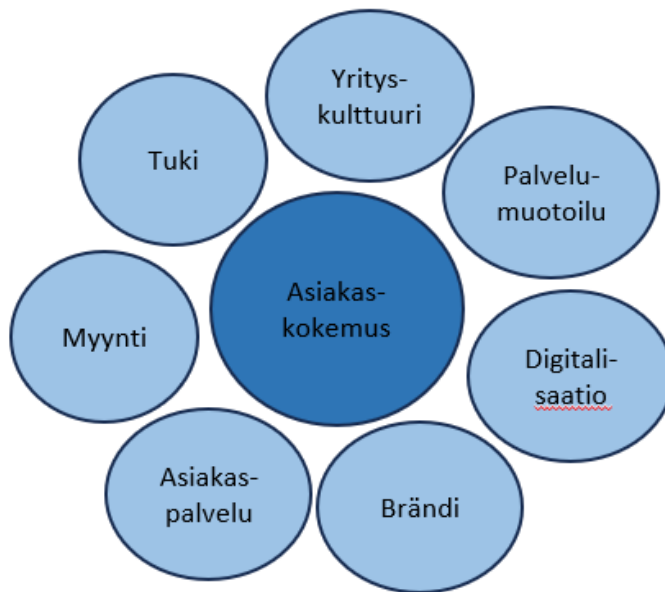 Yritys-
kulttuuri
Palvelu-
muotoilu
Digitali-
saatio
Brändi
Asiakas-
palvelu
Myynti
Tuki
Asiakas-
kokemus